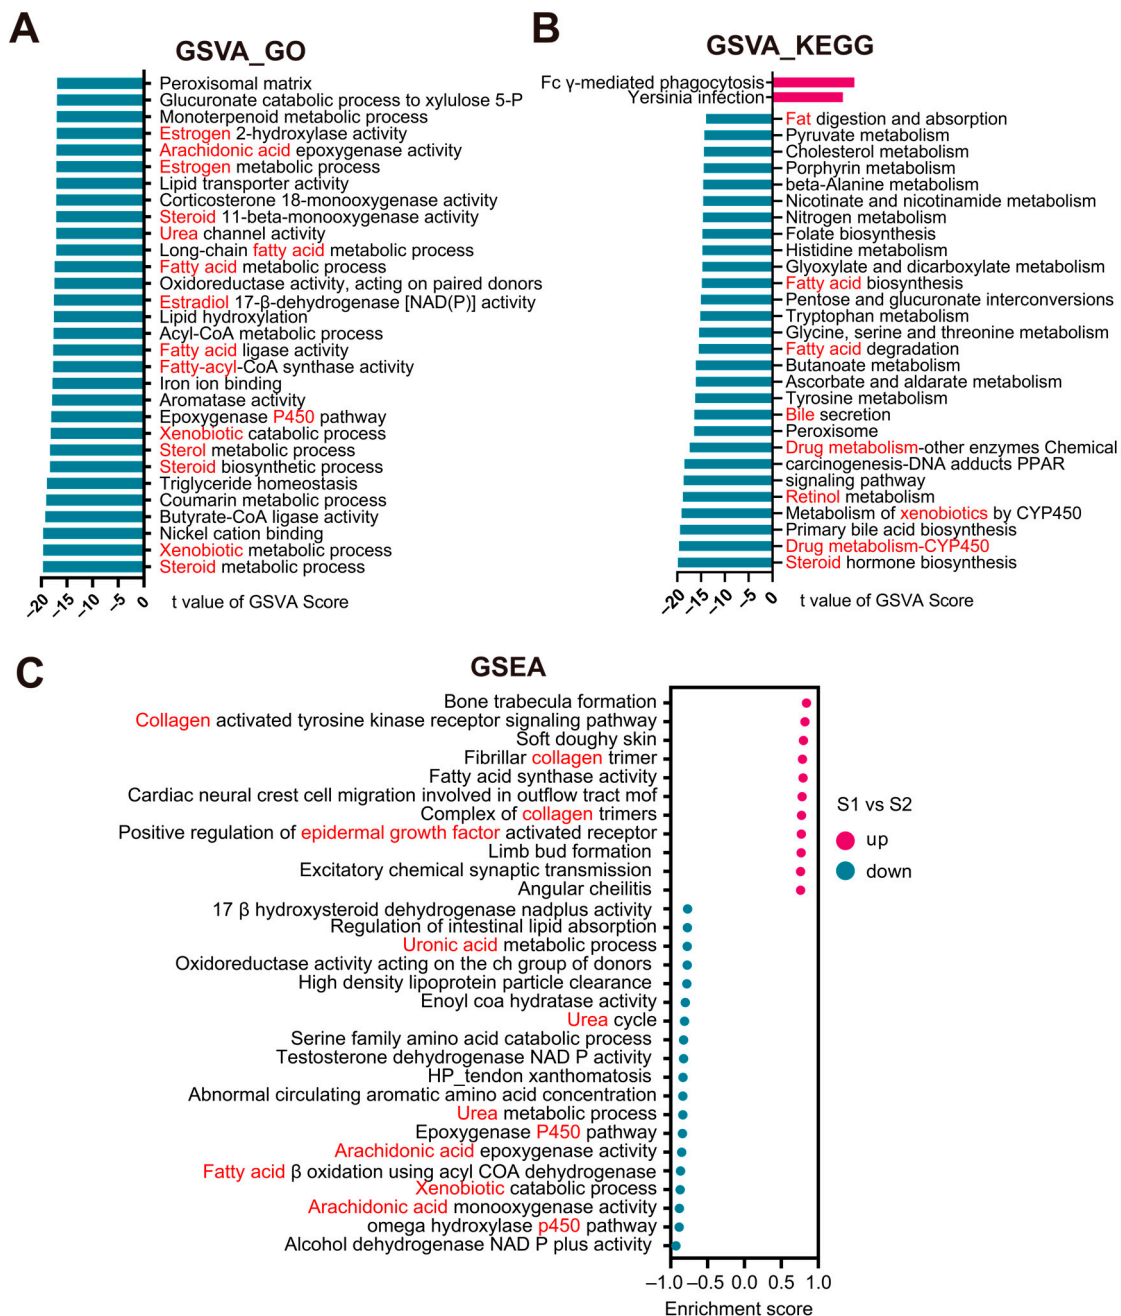 A
GSVA_GO
Peroxisomal matrix
Glucuronate catabolic process to xylulose 5-P
Monoterpenoid metabolic process
Estrogen 2-hydroxylase activity
Arachidonic acid epoxygenase activity
Estrogen metabolic process
Lipid transporter activity
Corticosterone 18-monooxygenase activity
Steroid 11-beta-monooxygenase activity
Urea channel activity
Long-chain fatty acid metabolic process
Fatty acid metabolic process
Oxidoreductase activity, acting on paired donors
Estradiol 17-β-dehydrogenase [NAD(P)] activity
Lipid hydroxylation
Acyl-CoA metabolic process
Fatty acid ligase activity
Fatty-acyl-CoA synthase activity
Iron ion binding
Aromatase activity
Epoxygenase P450 pathway
Xenobiotic catabolic process
Sterol metabolic process
Steroid biosynthetic process
Triglyceride homeostasis
Coumarin metabolic process
Butyrate-CoA ligase activity
Nickel cation binding
Xenobiotic metabolic process
Steroid metabolic process
−20 −15 −10 −5 0
t value of GSVA Score
B
GSVA_KEGG
Fc γ-mediated phagocytosis
Yersinia infection
Fat digestion and absorption
Pyruvate metabolism
Cholesterol metabolism
Porphyrin metabolism
beta-Alanine metabolism
Nicotinate and nicotinamide metabolism
Nitrogen metabolism
Folate biosynthesis
Histidine metabolism
Glyoxylate and dicarboxylate metabolism
Fatty acid biosynthesis
Pentose and glucuronate interconversions
Tryptophan metabolism
Glycine, serine and threonine metabolism
Fatty acid degradation
Butanoate metabolism
Ascorbate and aldarate metabolism
Tyrosine metabolism
Bile secretion
Peroxisome
Drug metabolism-other enzymes Chemical
carcinogenesis-DNA adducts PPAR
signaling pathway
Retinol metabolism
Metabolism of xenobiotics by CYP450
Primary bile acid biosynthesis
Drug metabolism-CYP450
Steroid hormone biosynthesis
−20 −15 −10 −5 0
t value of GSVA Score
C
GSEA
Bone trabecula formation
Collagen activated tyrosine kinase receptor signaling pathway
Soft doughy skin
Fibrillar collagen trimer
Fatty acid synthase activity
Cardiac neural crest cell migration involved in outflow tract mof
Complex of collagen trimers
Positive regulation of epidermal growth factor activated receptor
Limb bud formation
Excitatory chemical synaptic transmission
Angular cheilitis
17 β hydroxysteroid dehydrogenase nadplus activity
Regulation of intestinal lipid absorption
Uronic acid metabolic process
Oxidoreductase activity acting on the ch group of donors
High density lipoprotein particle clearance
Enoyl coa hydratase activity
Urea cycle
Serine family amino acid catabolic process
Testosterone dehydrogenase NAD P activity
HP_tendon xanthomatosis
Abnormal circulating aromatic amino acid concentration
Urea metabolic process
Epoxygenase P450 pathway
Arachidonic acid epoxygenase activity
Fatty acid β oxidation using acyl COA dehydrogenase
Xenobiotic catabolic process
Arachidonic acid monooxygenase activity
omega hydroxylase p450 pathway
Alcohol dehydrogenase NAD P plus activity
−1.0 −0.5 0.0 0.5 1.0
Enrichment score
S1 vs S2
up
down